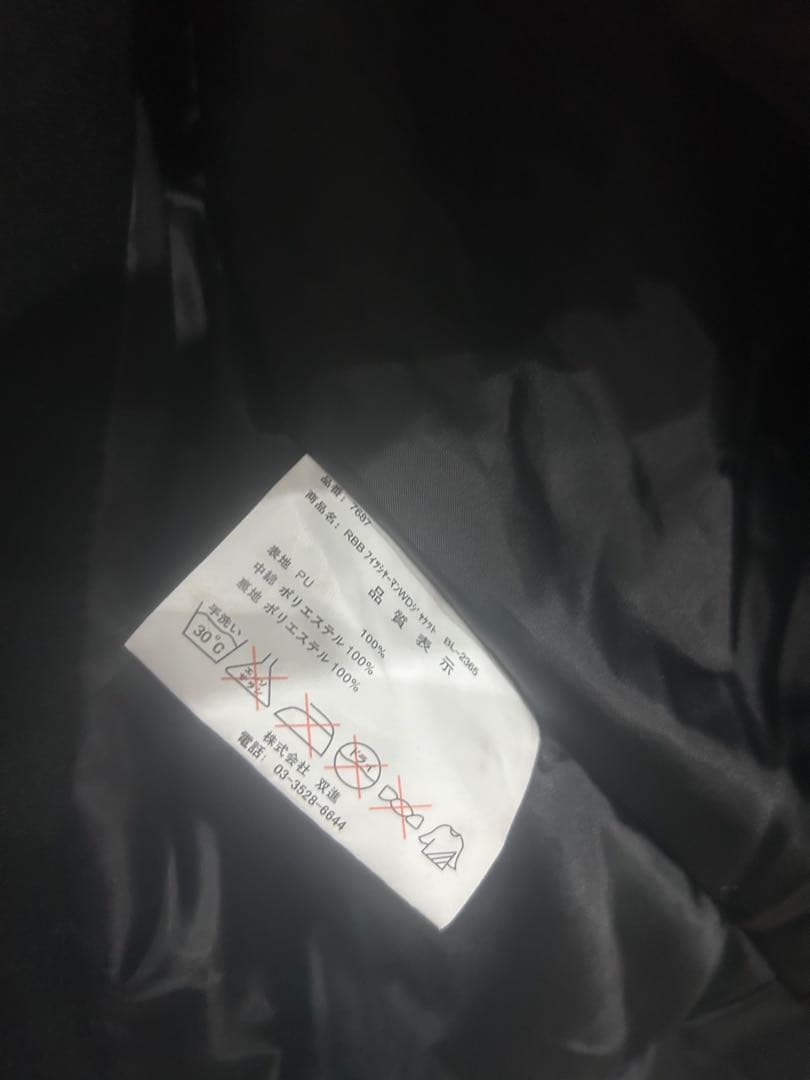 品番: 7687
商品名: RBB ﾌｨｯｼｬｰﾏﾝWDｼﾞｬｹｯﾄ BL-2365
品質表示
表地 PU 100%
中綿 ポリエステル 100%
裏地 ポリエステル 100%
手洗い
30℃
エンソ
サラシ
ドライ
株式会社 双進
電話: 03-3528-6644